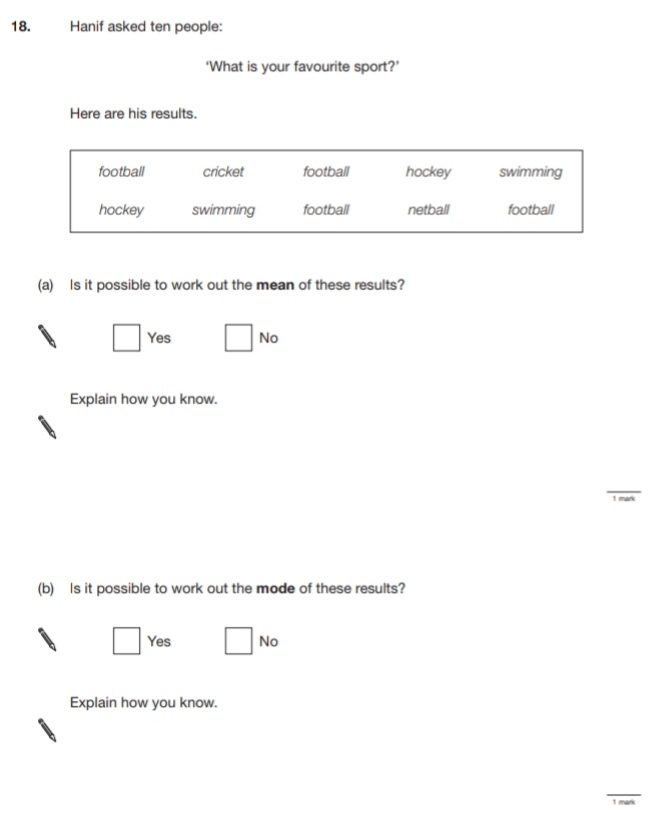 18. Hanif asked ten people:
‘What is your favourite sport?’
Here are his results.
football cricket football hockey swimming
hockey swimming football netball football
(a) Is it possible to work out the mean of these results?
Yes No
Explain how you know.
1 mark
(b) Is it possible to work out the mode of these results?
Yes No
Explain how you know.
1 mark